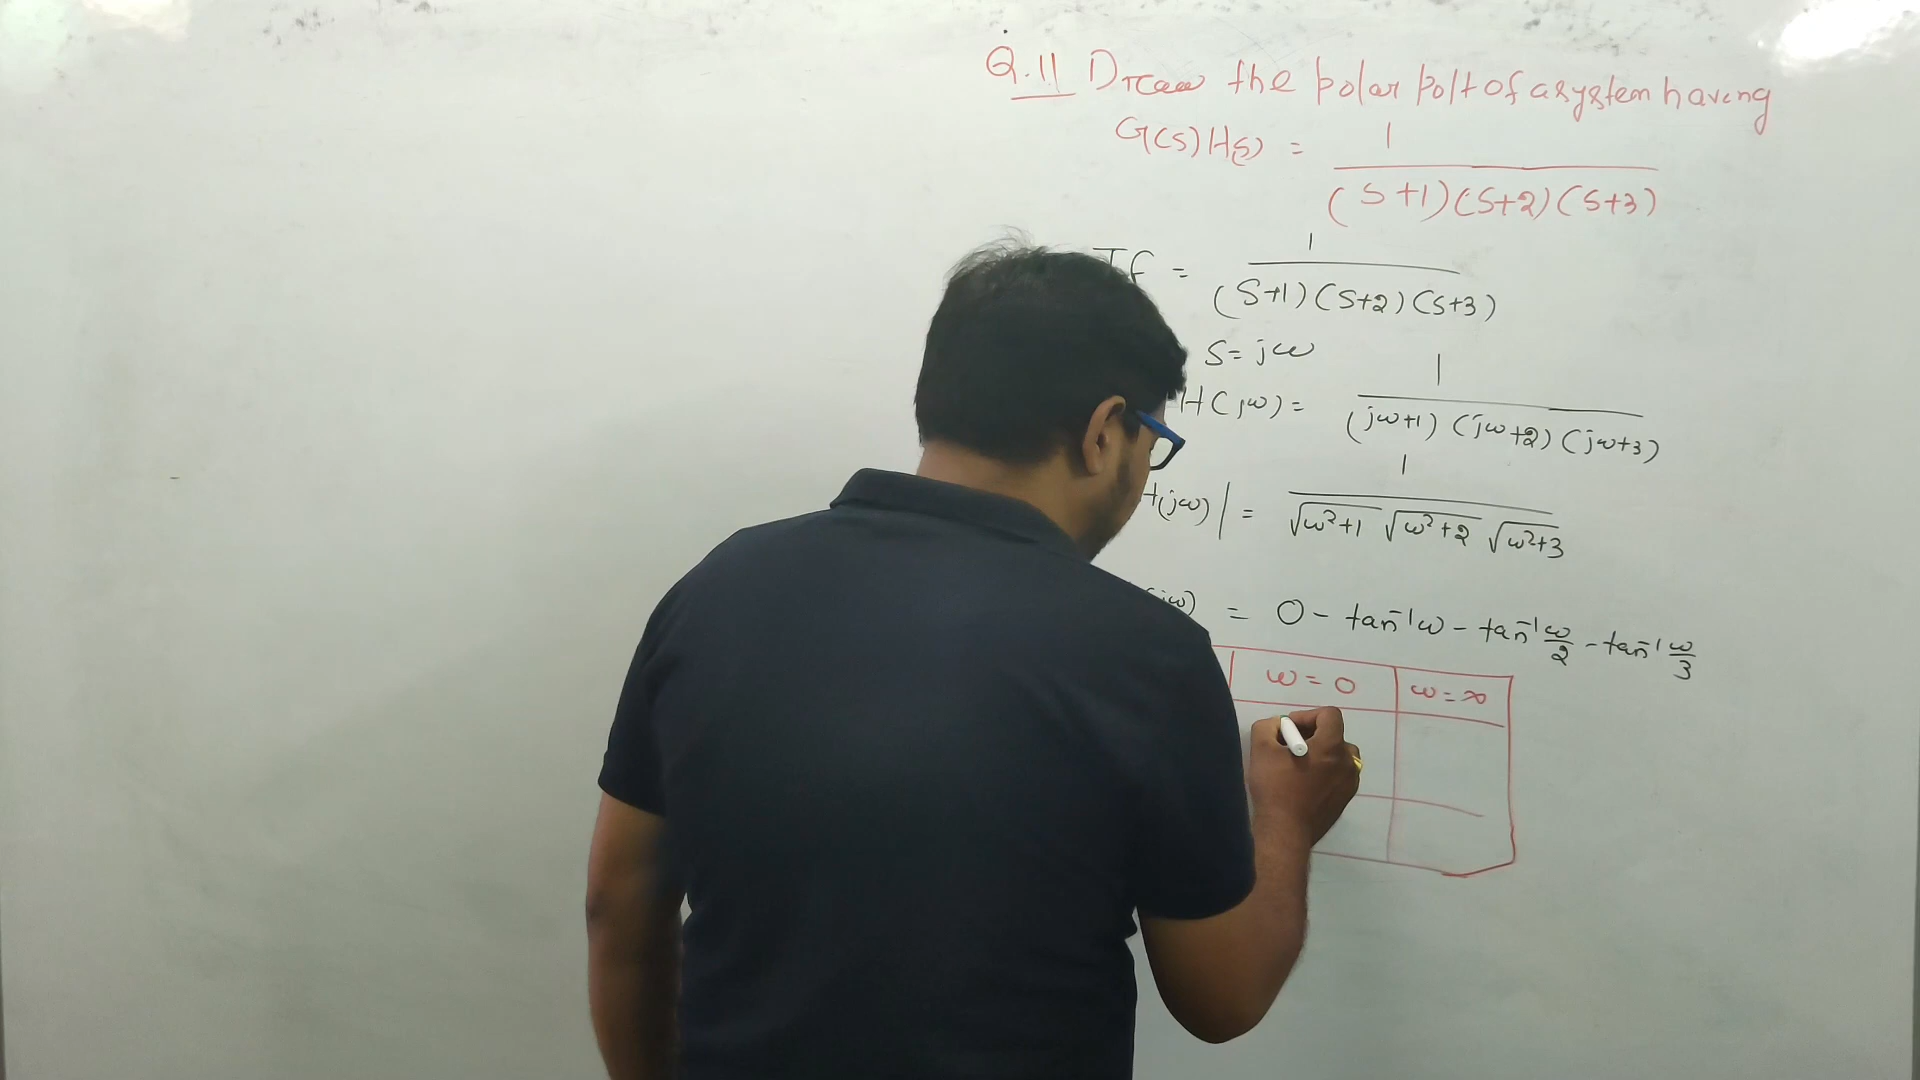 Q.11 Draw the polar polt of a system having
G(s)H(s) = 1 / (s+1)(s+2)(s+3)
TF = 1 / (S+1)(S+2)(S+3)
S = jω
H(jω) = 1 / (jω+1)(jω+2)(jω+3)
H(jω)| = 1 / √ω²+1 √ω²+2 √ω²+3
(jω) = 0 - tan⁻¹ω - tan⁻¹ω/2 - tan⁻¹ω/3
ω = 0 ω = ∞